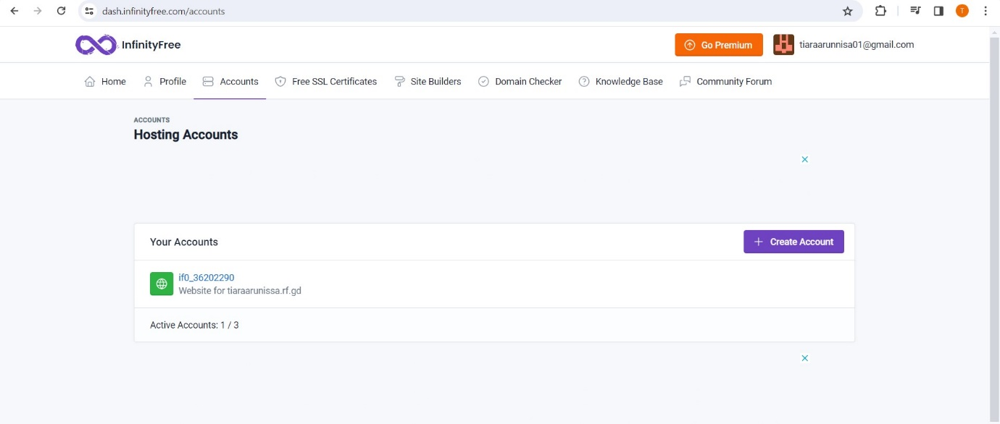 dash.infinityfree.com/accounts
T
InfinityFree
Go Premium
tiaraarunnisa01@gmail.com
Home
Profile
Accounts
Free SSL Certificates
Site Builders
Domain Checker
Knowledge Base
Community Forum
ACCOUNTS
Hosting Accounts
Your Accounts
Create Account
if0_36202290
Website for tiaraarunissa.rf.gd
Active Accounts: 1 / 3